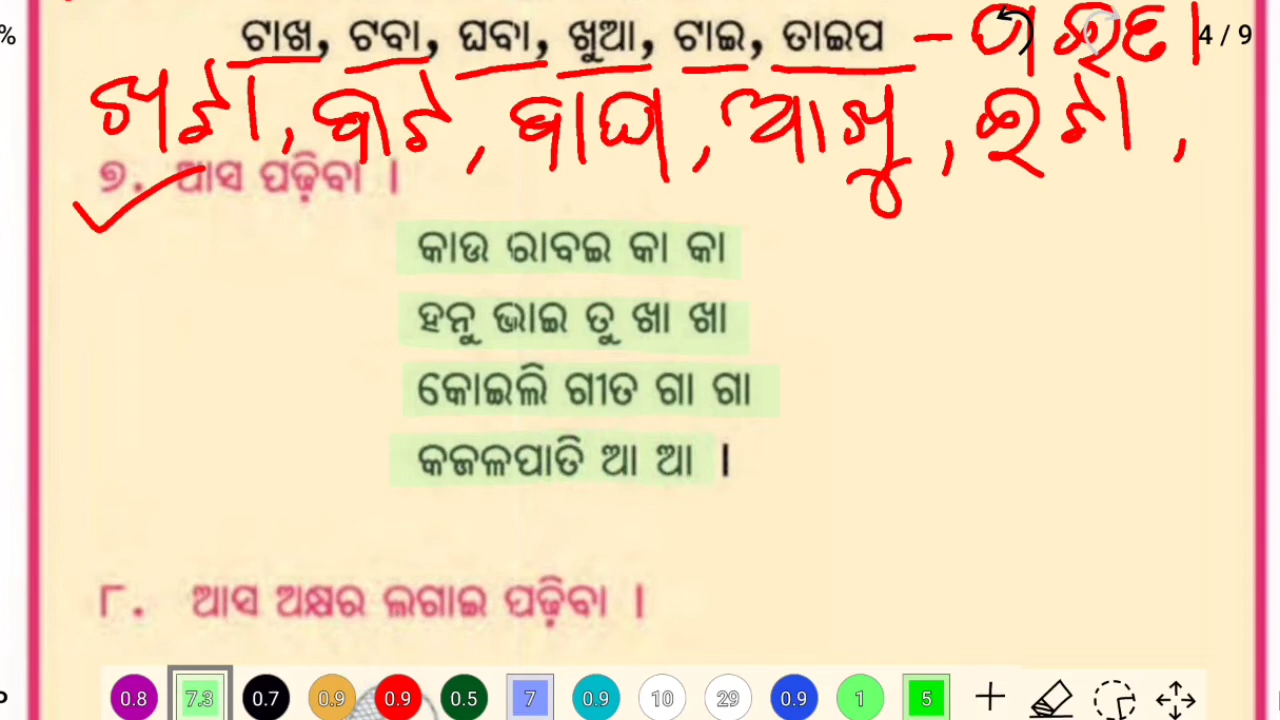 ଟାଖ, ଟବା, ଘବା, ଖୁଆ, ଟାଇ, ତାଇପ –
4 / 9
ଖଟା, ବାଟ, ବାଘ, ଆଖୁ, ଇଟା,
୭. ଆସ ପଢ଼ିବା ।
କାଉ ରାବଇ କା କା
ହନୁ ଭାଇ ତୁ ଖା ଖା
କୋଇଲି ଗୀତ ଗା ଗା
କଜଳପାତି ଆ ଆ ।
୮. ଆସ ଅକ୍ଷର ଲଗାଇ ପଢ଼ିବା ।
0.8 7.3 0.7 0.9 0.9 0.5 7 0.9 10 29 0.9 1 5